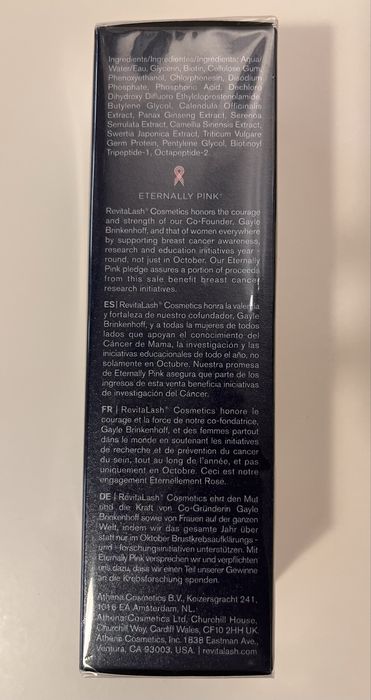 Ingredients/Ingredientes/Ingrédients: Aqua/
Water/Eau, Glycerin, Biotin, Cellulose Gum,
Phenoxyethanol, Chlorphenesin, Disodium
Phosphate, Phosphoric Acid, Dechloro
Dihydroxy Difluoro Ethylcloprostenolamide,
Butylene Glycol, Calendula Officinalis
Extract, Panax Ginseng Extract, Serenoa
Serrulata Extract, Camellia Sinensis Extract,
Swertia Japonica Extract, Triticum Vulgare
Germ Protein, Pentylene Glycol, Biotinoyl
Tripeptide-1, Octapeptide-2.
ETERNALLY PINK®
RevitaLash® Cosmetics honors the courage
and strength of our Co-Founder, Gayle
Brinkenhoff, and that of women everywhere
by supporting breast cancer awareness,
research and education initiatives year-
round, not just in October. Our Eternally
Pink pledge assures a portion of proceeds
from this sale benefit breast cancer
research initiatives.
ES | RevitaLash® Cosmetics honra la valentía
y fortaleza de nuestro cofundador, Gayle
Brinkenhoff, y a todas la mujeres de todos
lados que apoyan el conocimiento del
Cáncer de Mama, la investigación y las
iniciativas educacionales de todo el año, no
solamente en Octubre. Nuestra promesa
de Eternally Pink asegura que parte de los
ingresos de esta venta beneficia iniciativas
de investigación del Cáncer.
FR | RevitaLash® Cosmetics honore le
courage et la force de notre co-fondatrice,
Gayle Brinkenhoff, et des femmes partout
dans le monde en soutenant les initiatives
de recherche et de prévention du cancer
du sein, tout au long de l'année, et pas
uniquement en Octobre. Ceci est notre
engagement Eternellement Rose.
DE | RevitaLash® Cosmetics ehrt den Mut
und die Kraft von Co-Gründerin Gayle
Brinkenhoff sowie von Frauen auf der ganzen
Welt, indem wir das gesamte Jahr über
statt nur im Oktober Brustkrebsaufklärungs-
und -forschungsinitiativen unterstützen. Mit
Eternally Pink versprechen wir und verpflichten
uns dazu, dass wir einen Teil unserer Gewinne
an die Krebsforschung spenden.
Athena Cosmetics B.V., Keizersgracht 241,
1016 EA Amsterdam, NL.
Athena Cosmetics Ltd, Churchill House,
Churchill Way, Cardiff Wales, CF10 2HH UK
Athena Cosmetics, Inc. 1838 Eastman Ave.,
Ventura, CA 93003, USA. | revitalash.com